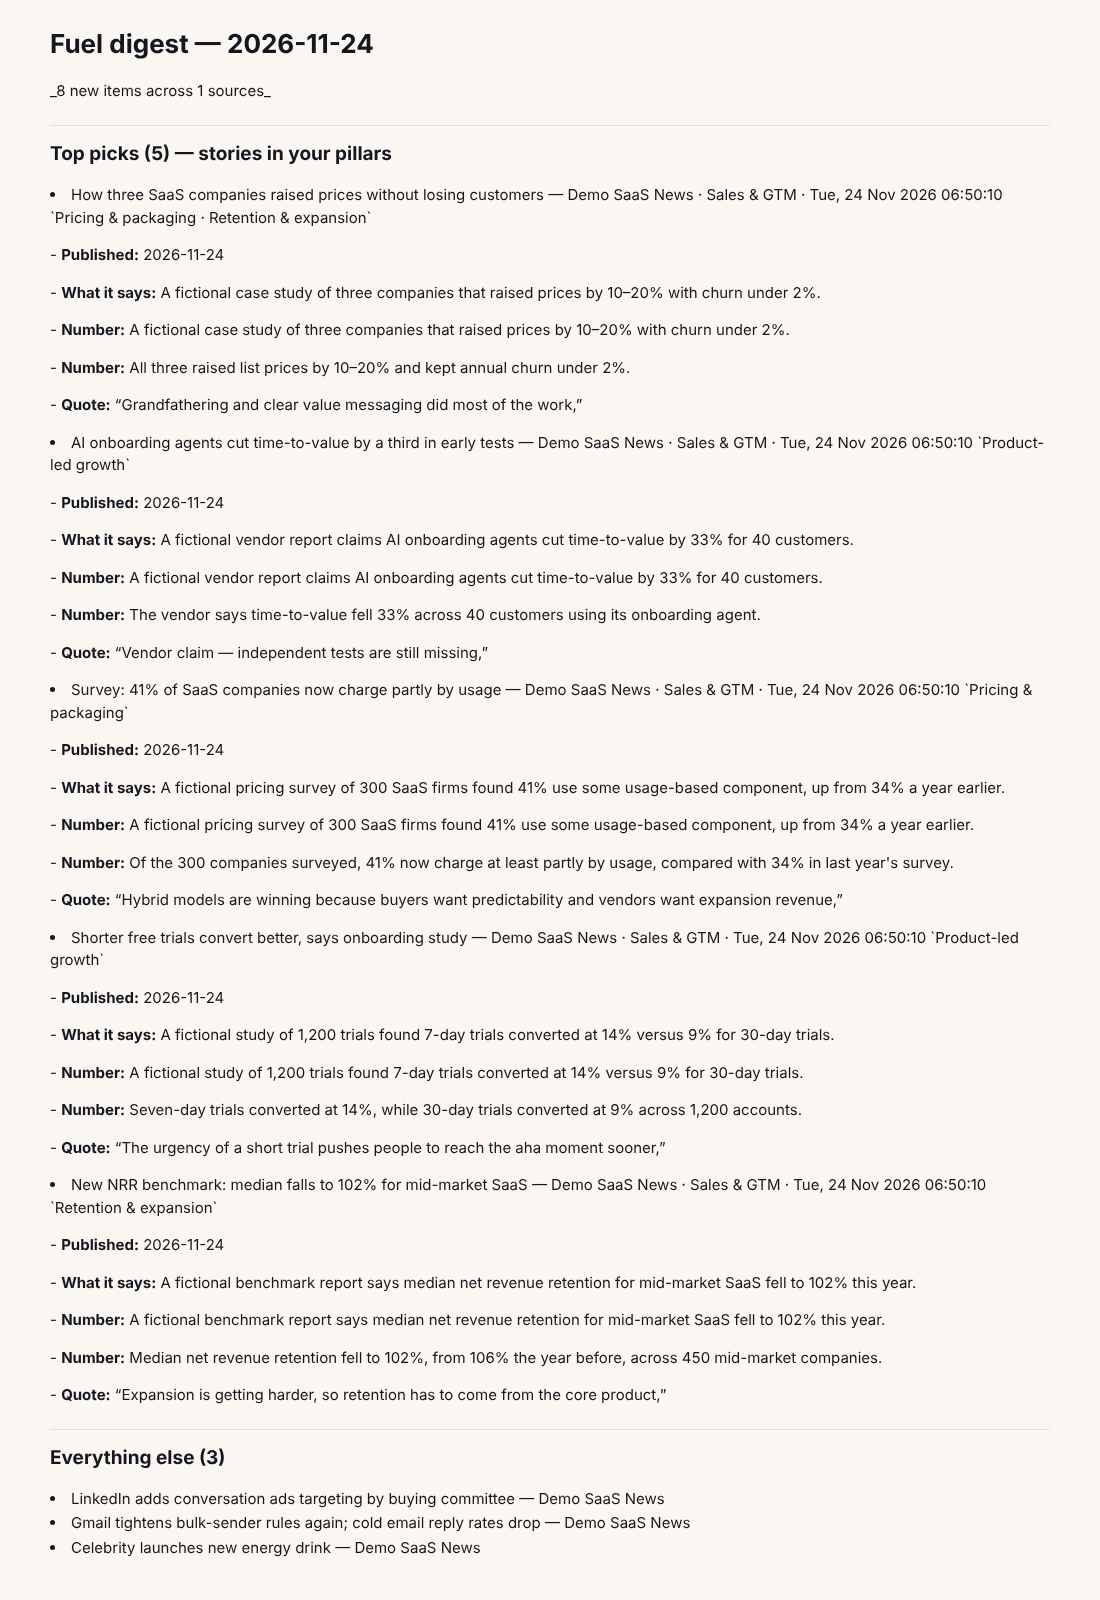 Fuel digest — 2026-11-24
_8 new items across 1 sources_
Top picks (5) — stories in your pillars
• How three SaaS companies raised prices without losing customers — Demo SaaS News · Sales & GTM · Tue, 24 Nov 2026 06:50:10
`Pricing & packaging · Retention & expansion`
- Published: 2026-11-24
- What it says: A fictional case study of three companies that raised prices by 10–20% with churn under 2%.
- Number: A fictional case study of three companies that raised prices by 10–20% with churn under 2%.
- Number: All three raised list prices by 10–20% and kept annual churn under 2%.
- Quote: “Grandfathering and clear value messaging did most of the work,”
• AI onboarding agents cut time-to-value by a third in early tests — Demo SaaS News · Sales & GTM · Tue, 24 Nov 2026 06:50:10 `Product-
led growth`
- Published: 2026-11-24
- What it says: A fictional vendor report claims AI onboarding agents cut time-to-value by 33% for 40 customers.
- Number: A fictional vendor report claims AI onboarding agents cut time-to-value by 33% for 40 customers.
- Number: The vendor says time-to-value fell 33% across 40 customers using its onboarding agent.
- Quote: “Vendor claim — independent tests are still missing,”
• Survey: 41% of SaaS companies now charge partly by usage — Demo SaaS News · Sales & GTM · Tue, 24 Nov 2026 06:50:10 `Pricing &
packaging`
- Published: 2026-11-24
- What it says: A fictional pricing survey of 300 SaaS firms found 41% use some usage-based component, up from 34% a year earlier.
- Number: A fictional pricing survey of 300 SaaS firms found 41% use some usage-based component, up from 34% a year earlier.
- Number: Of the 300 companies surveyed, 41% now charge at least partly by usage, compared with 34% in last year's survey.
- Quote: “Hybrid models are winning because buyers want predictability and vendors want expansion revenue,”
• Shorter free trials convert better, says onboarding study — Demo SaaS News · Sales & GTM · Tue, 24 Nov 2026 06:50:10 `Product-led
growth`
- Published: 2026-11-24
- What it says: A fictional study of 1,200 trials found 7-day trials converted at 14% versus 9% for 30-day trials.
- Number: A fictional study of 1,200 trials found 7-day trials converted at 14% versus 9% for 30-day trials.
- Number: Seven-day trials converted at 14%, while 30-day trials converted at 9% across 1,200 accounts.
- Quote: “The urgency of a short trial pushes people to reach the aha moment sooner,”
• New NRR benchmark: median falls to 102% for mid-market SaaS — Demo SaaS News · Sales & GTM · Tue, 24 Nov 2026 06:50:10
`Retention & expansion`
- Published: 2026-11-24
- What it says: A fictional benchmark report says median net revenue retention for mid-market SaaS fell to 102% this year.
- Number: A fictional benchmark report says median net revenue retention for mid-market SaaS fell to 102% this year.
- Number: Median net revenue retention fell to 102%, from 106% the year before, across 450 mid-market companies.
- Quote: “Expansion is getting harder, so retention has to come from the core product,”
Everything else (3)
• LinkedIn adds conversation ads targeting by buying committee — Demo SaaS News
• Gmail tightens bulk-sender rules again; cold email reply rates drop — Demo SaaS News
• Celebrity launches new energy drink — Demo SaaS News